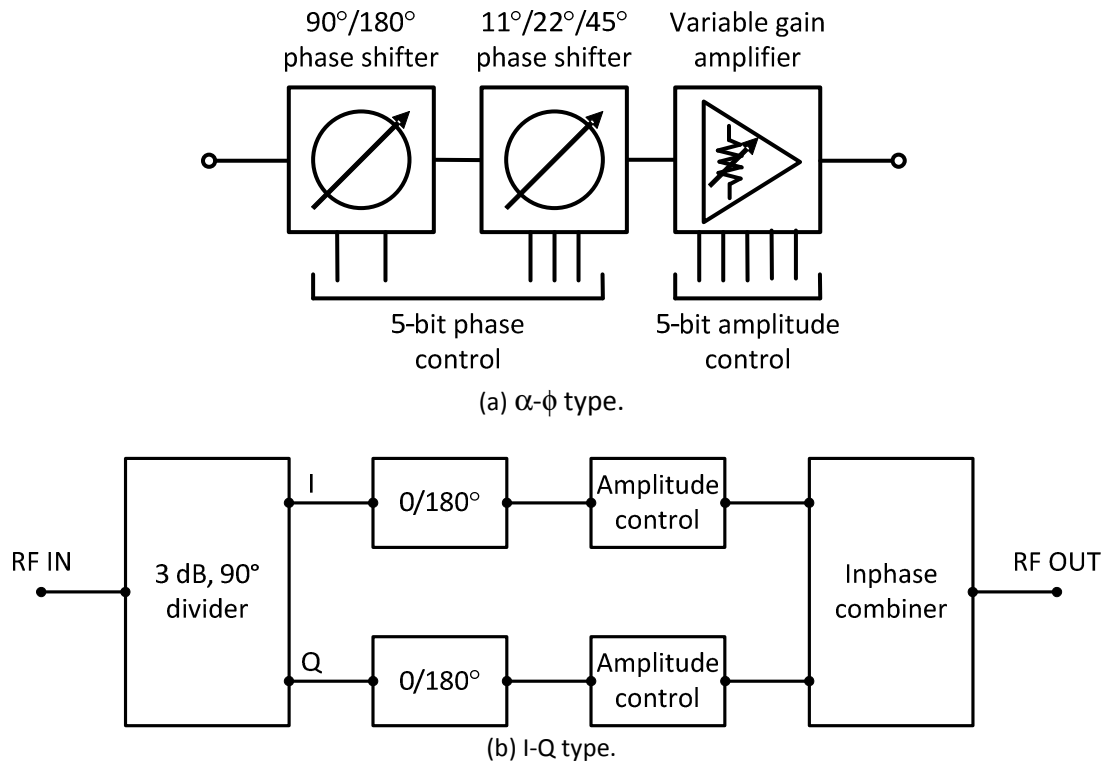 90°/180°
phase shifter
11°/22°/45°
phase shifter
Variable gain
amplifier
5-bit phase
control
5-bit amplitude
control
(a) α-ϕ type.
I
0/180°
Amplitude
control
RF IN
3 dB, 90°
divider
Inphase
combiner
RF OUT
Q
0/180°
Amplitude
control
(b) I-Q type.